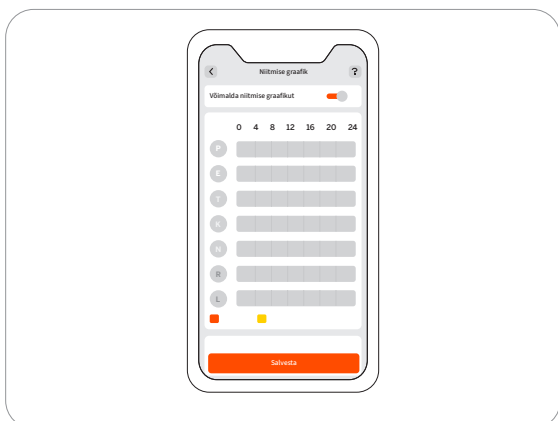 Niitmise graafik ?
Võimalda niitmise graafikut
0 4 8 12 16 20 24
P
E
T
K
N
R
L
Salvesta